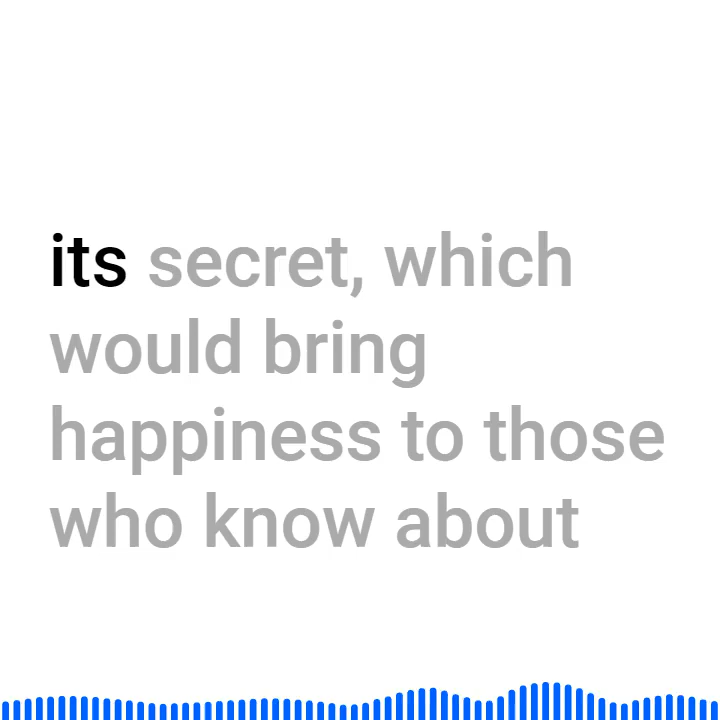 its secret, which
would bring
happiness to those
who know about